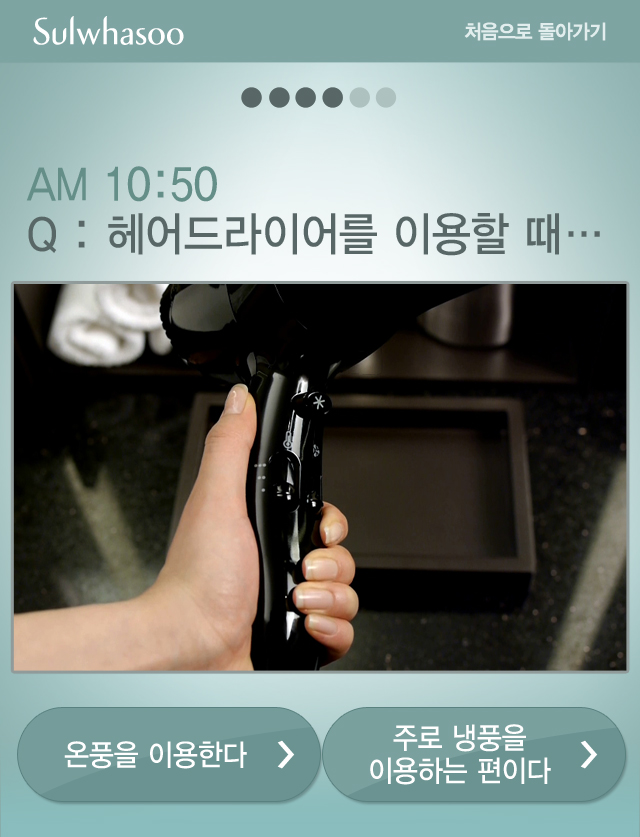 Sulwhasoo
처음으로 돌아가기
AM 10:50
Q : 헤어드라이어를 이용할 때…
온풍을 이용한다
주로 냉풍을
이용하는 편이다